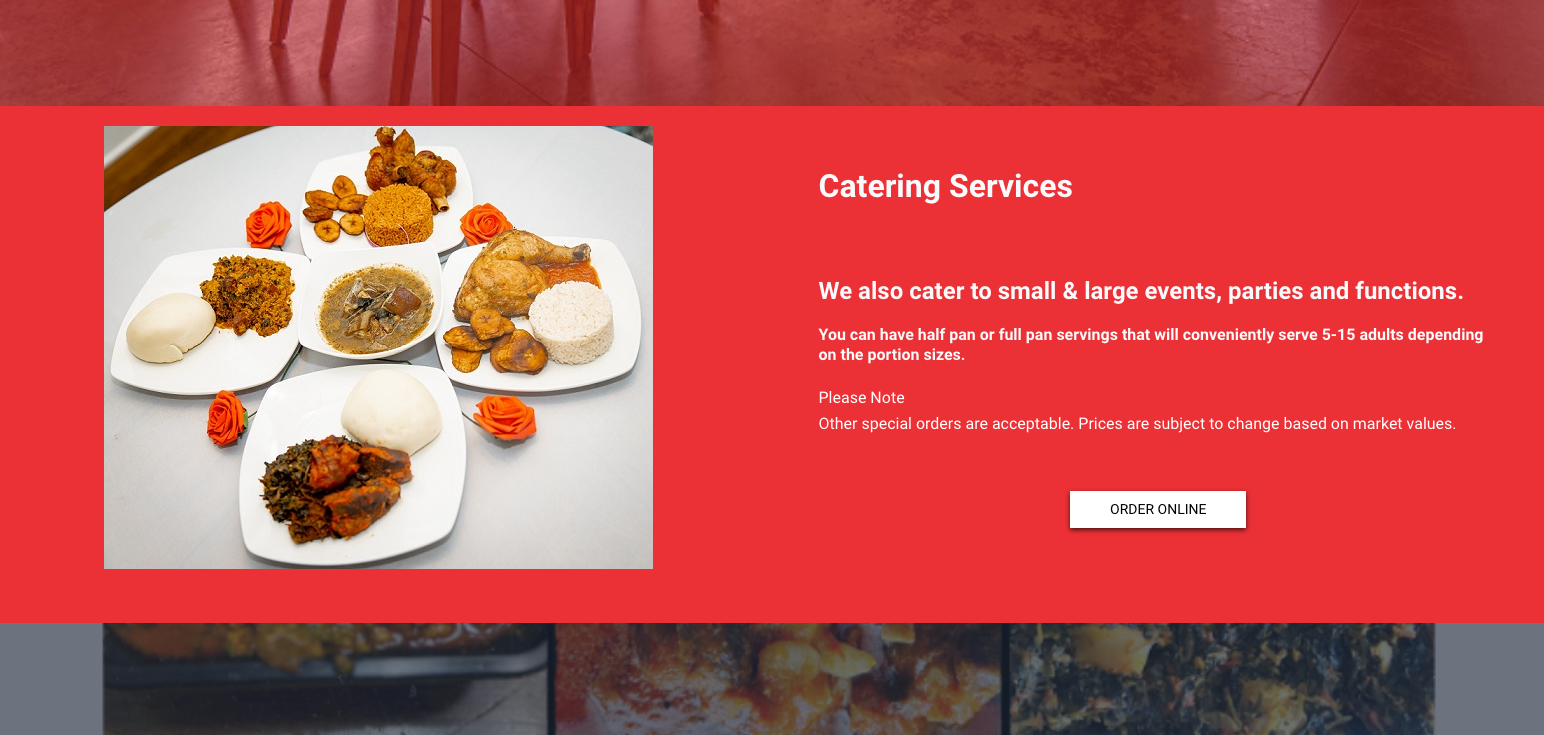 Catering Services
We also cater to small & large events, parties and functions.
You can have half pan or full pan servings that will conveniently serve 5-15 adults depending
on the portion sizes.
Please Note
Other special orders are acceptable. Prices are subject to change based on market values.
ORDER ONLINE